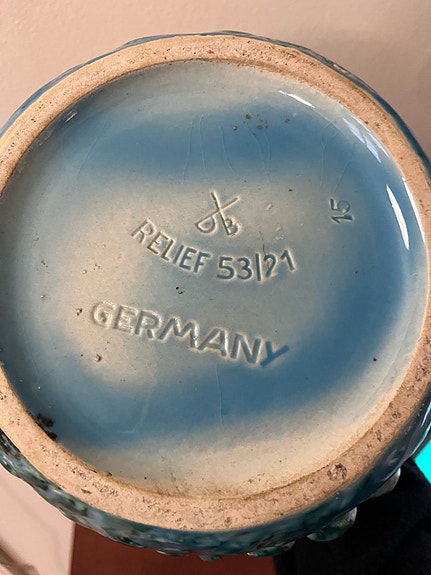 B
RELIEF 53/21
GERMANY
15